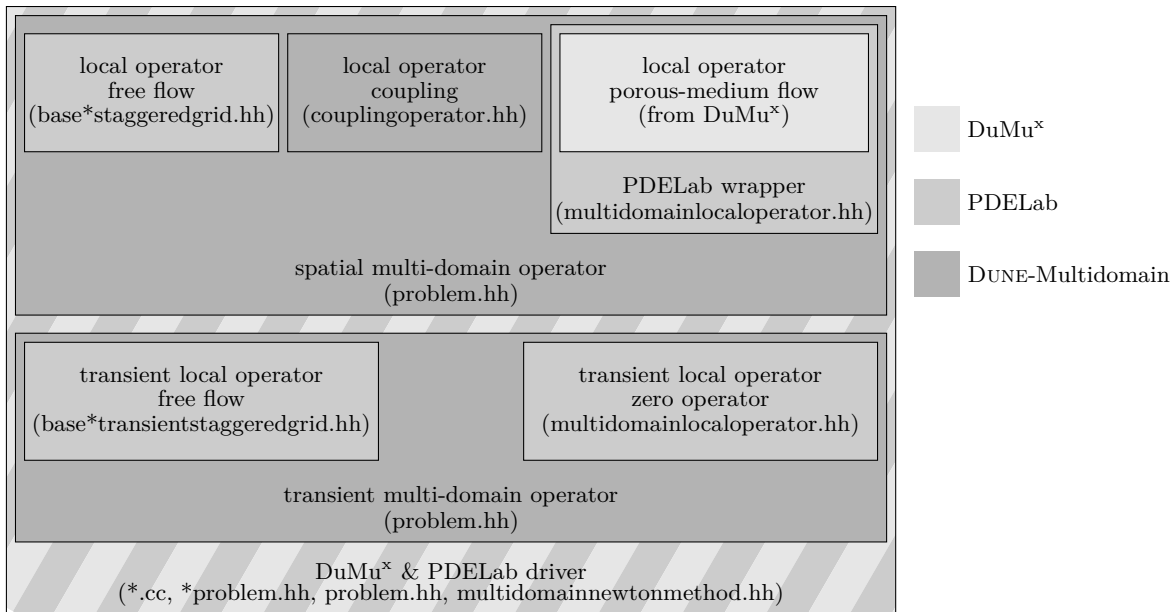 local operator
free flow
(base*staggeredgrid.hh)
local operator
coupling
(couplingoperator.hh)
local operator
porous-medium flow
(from DuMuˣ)
PDELab wrapper
(multidomainlocaloperator.hh)
spatial multi-domain operator
(problem.hh)
transient local operator
free flow
(base*transientstaggeredgrid.hh)
transient local operator
zero operator
(multidomainlocaloperator.hh)
transient multi-domain operator
(problem.hh)
DuMuˣ & PDELab driver
(*.cc, *problem.hh, problem.hh, multidomainnewtonmethod.hh)
DuMuˣ
PDELab
DUNE-Multidomain